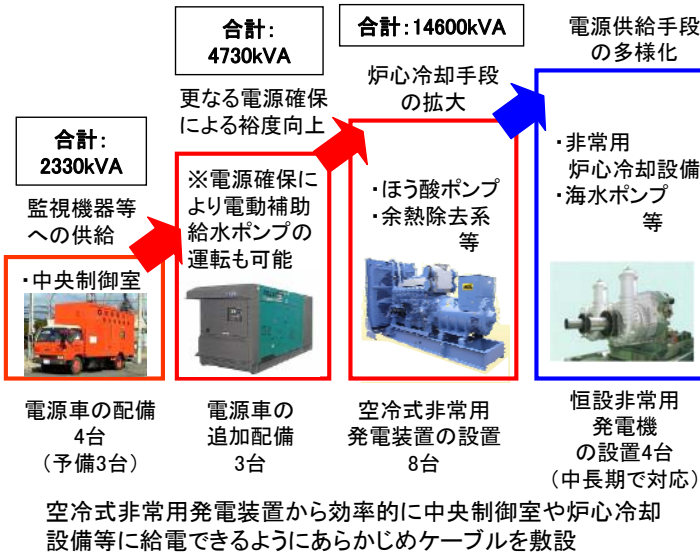 合計:
2330kVA
監視機器等
への供給
・中央制御室
電源車の配備
4台
(予備3台)
合計:
4730kVA
更なる電源確保
による裕度向上
※電源確保に
より電動補助
給水ポンプの
運転も可能
電源車の
追加配備
3台
合計:14600kVA
炉心冷却手段
の拡大
・ほう酸ポンプ
・余熱除去系
等
空冷式非常用
発電装置の設置
8台
電源供給手段
の多様化
・非常用
炉心冷却設備
・海水ポンプ
等
恒設非常用
発電機
の設置4台
(中長期で対応)
空冷式非常用発電装置から効率的に中央制御室や炉心冷却
設備等に給電できるようにあらかじめケーブルを敷設